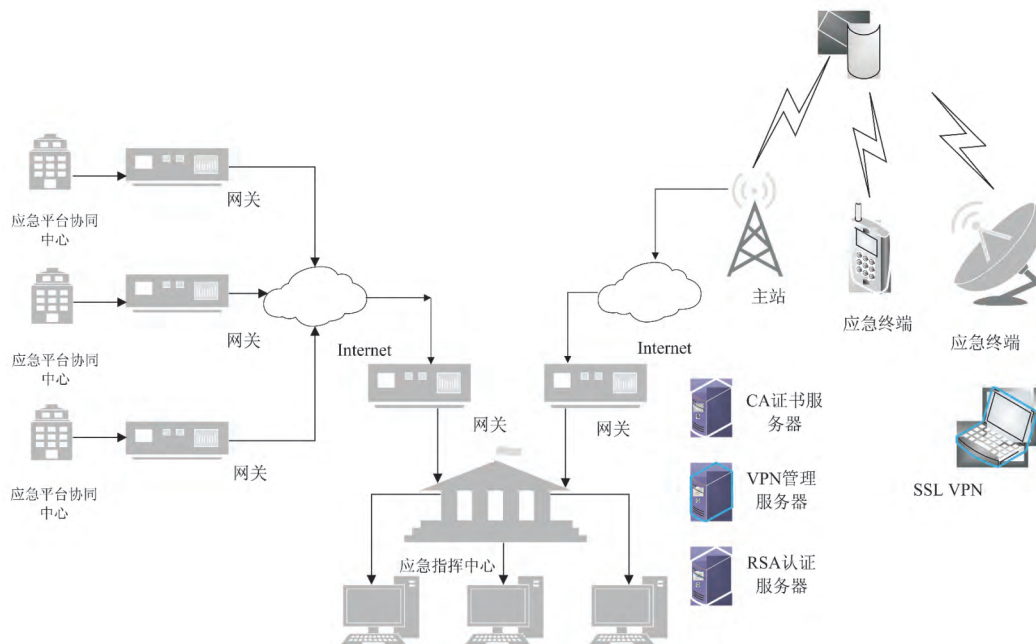 网关
应急平台协同
中心
主站
应急终端
应急终端
网关
应急平台协同
中心
Internet
Internet
网关
应急平台协同
中心
网关
网关
CA证书服
务器
VPN管理
服务器
SSL VPN
应急指挥中心
RSA认证
服务器